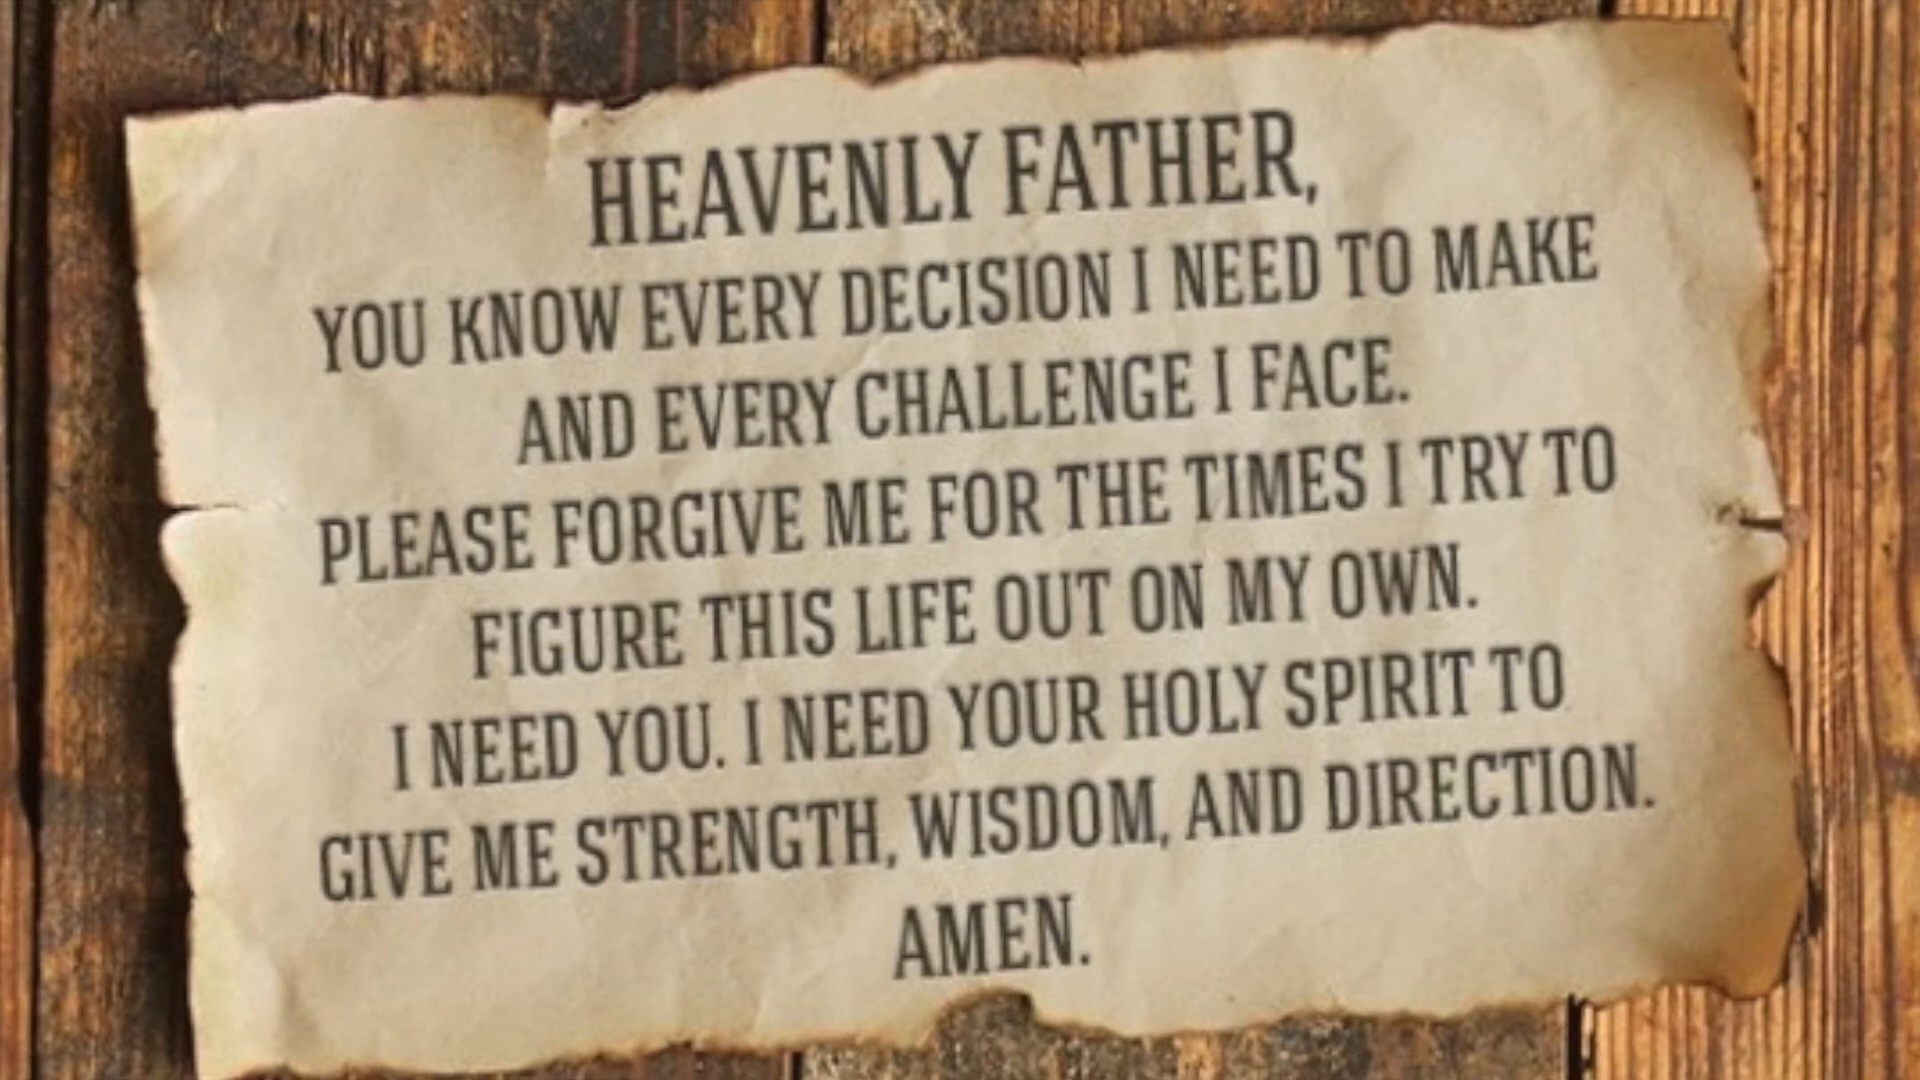 HEAVENLY FATHER,
YOU KNOW EVERY DECISION I NEED TO MAKE
AND EVERY CHALLENGE I FACE.
PLEASE FORGIVE ME FOR THE TIMES I TRY TO
FIGURE THIS LIFE OUT ON MY OWN.
I NEED YOU. I NEED YOUR HOLY SPIRIT TO
GIVE ME STRENGTH, WISDOM, AND DIRECTION.
AMEN.